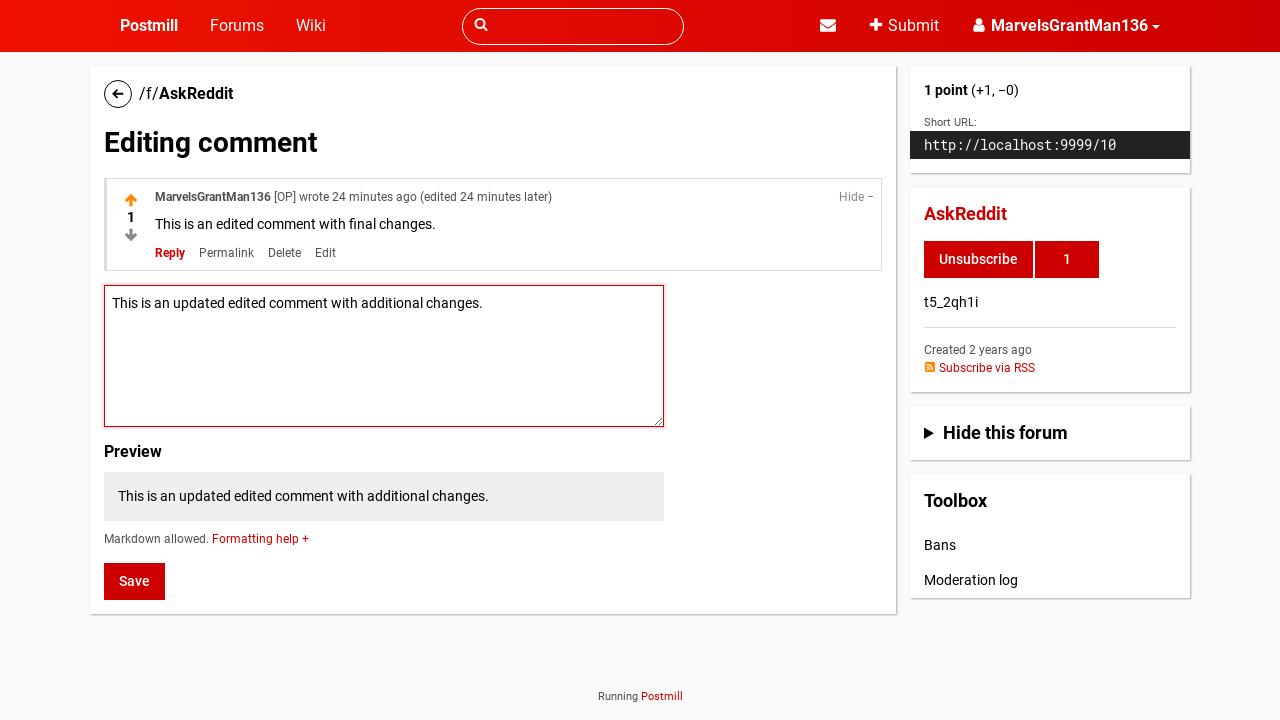 Postmill Forums Wiki Submit MarvelsGrantMan136
/f/AskReddit
Editing comment
MarvelsGrantMan136 [OP] wrote 24 minutes ago (edited 24 minutes later) Hide −
1
This is an edited comment with final changes.
Reply Permalink Delete Edit
This is an updated edited comment with additional changes.
Preview
This is an updated edited comment with additional changes.
Markdown allowed. Formatting help +
Save
1 point (+1, −0)
Short URL:
http://localhost:9999/10
AskReddit
Unsubscribe 1
t5_2qh1i
Created 2 years ago
Subscribe via RSS
Hide this forum
Toolbox
Bans
Moderation log
Running Postmill